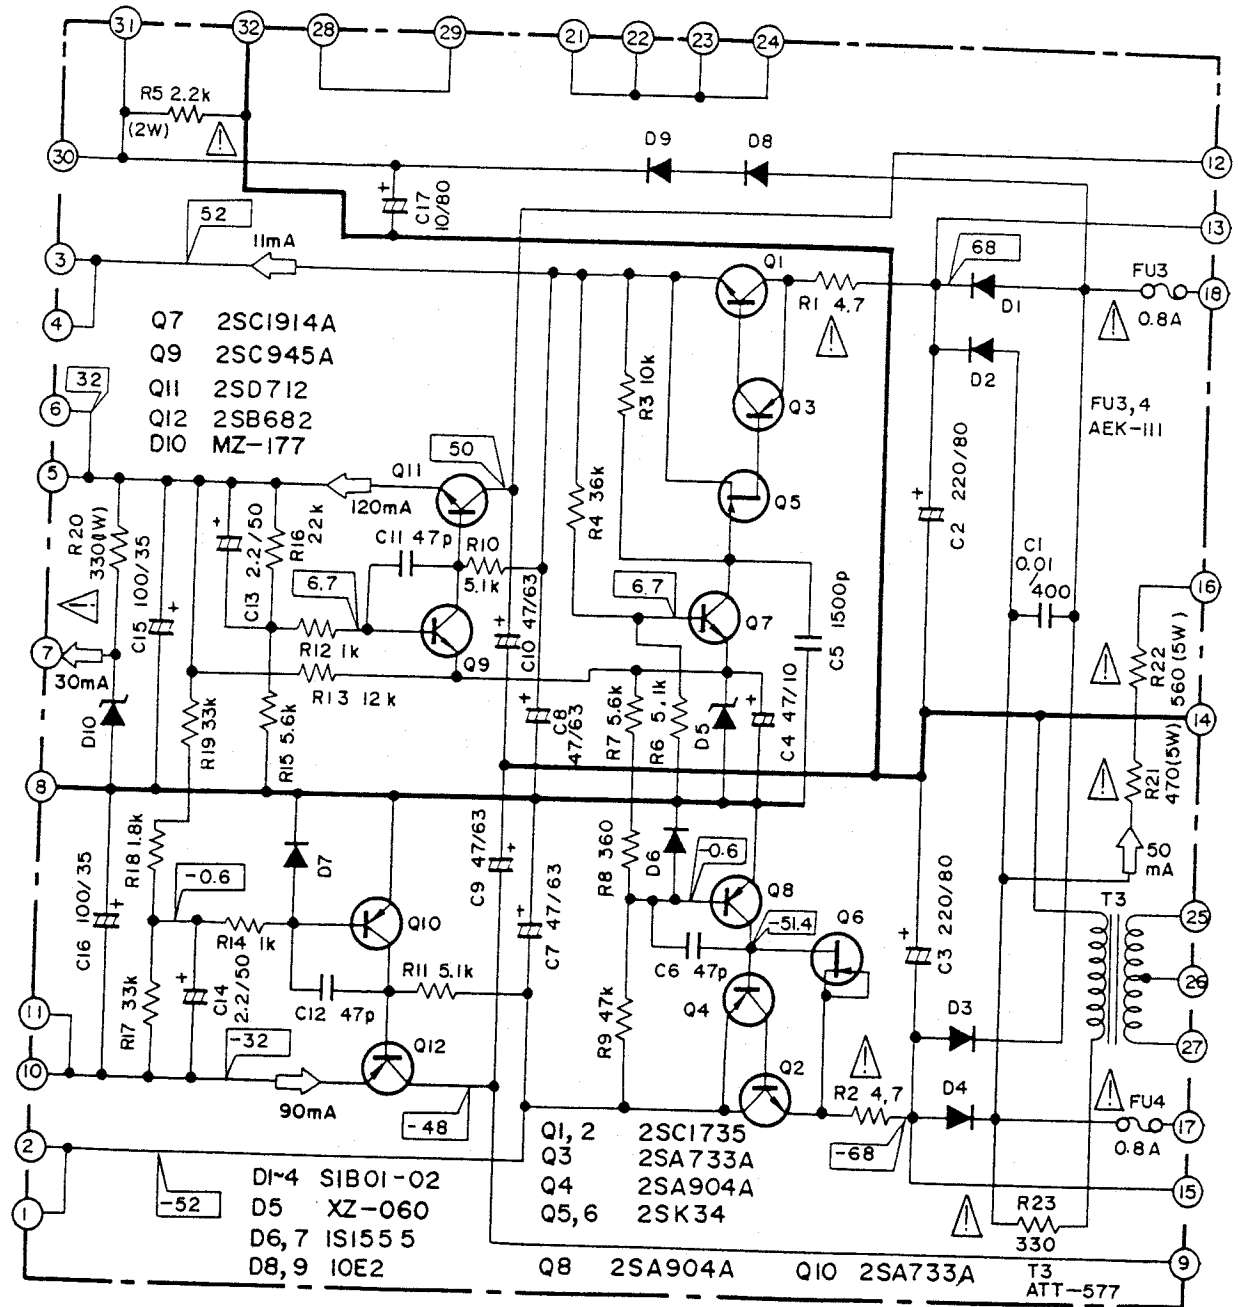 31
32
28
29
21
22
23
24
R5 2.2k
(2W)
30
D9
D8
12
+
C17
10/80
52
11mA
3
13
68
Q1
FU3
18
R1 4.7
D1
0.8A
4
Q7 2SC1914A
Q9 2SC945A
Q11 2SD712
Q12 2SB682
D10 MZ-177
32
6
R3 10k
D2
Q3
FU3,4
AEK-111
5
50
Q11
120mA
R4 36k
Q5
+
C2 220/80
R20
330(1W)
C15 100/35
+
+
C13 2.2/50
R16
22k
C11 47p
R10
5.1k
C1
0.01
/400
16
6.7
6.7
Q7
C5 1500p
7
30mA
R12 1k
Q9
+
C10 47/63
R22
560(5W)
R13 12k
D10
R19 33k
R15 5.6k
+
C8
47/63
R7 5.6k
R6 5.1k
D5
+
C4 47/10
14
8
R21
470(5W)
R18 1.8k
D7
C9 47/63
+
R8 360
D6
-0.6
50
mA
-0.6
Q8
C16 100/35
+
Q10
C7 47/63
+
C3 220/80
+
T3
25
R14 1k
-51.4
Q6
26
R17 33k
+
C14
2.2/50
C12 47p
R11 5.1k
C6 47p
Q4
R9 47k
D3
27
11
-32
Q12
Q2
10
90mA
R2 4.7
D4
FU4
17
-48
-68
0.8A
2
Q1,2 2SC1735
Q3 2SA733A
Q4 2SA904A
Q5,6 2SK34
-52
D1~4 S1B01-02
D5 XZ-060
D6,7 1S1555
D8,9 10E2
15
1
R23
330
9
Q8 2SA904A
Q10 2SA733A
T3
ATT-577